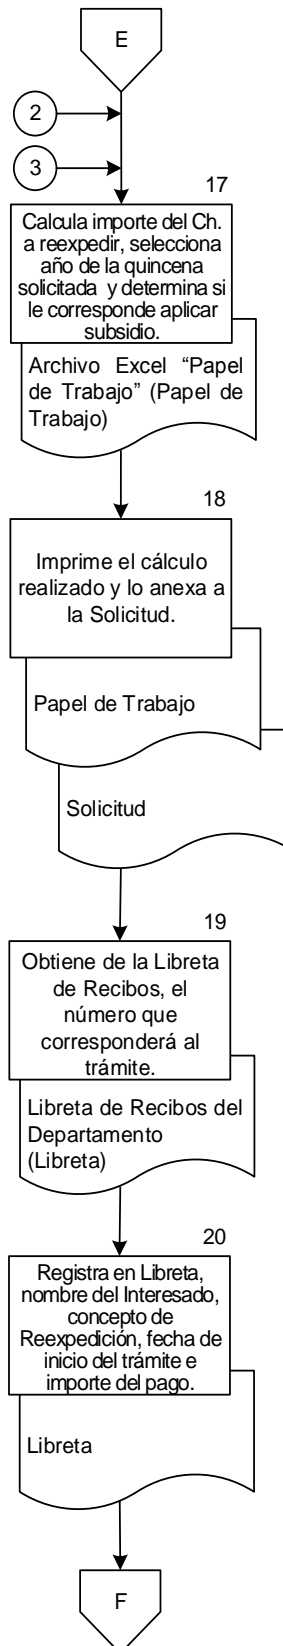 E
2
3
17
Calcula importe del Ch.
a reexpedir, selecciona
año de la quincena
solicitada y determina si
le corresponde aplicar
subsidio.
Archivo Excel “Papel
de Trabajo” (Papel de
Trabajo)
18
Imprime el cálculo
realizado y lo anexa a
la Solicitud.
Papel de Trabajo
Solicitud
19
Obtiene de la Libreta
de Recibos, el
número que
corresponderá al
trámite.
Libreta de Recibos del
Departamento
(Libreta)
20
Registra en Libreta,
nombre del Interesado,
concepto de
Reexpedición, fecha de
inicio del trámite e
importe del pago.
Libreta
F